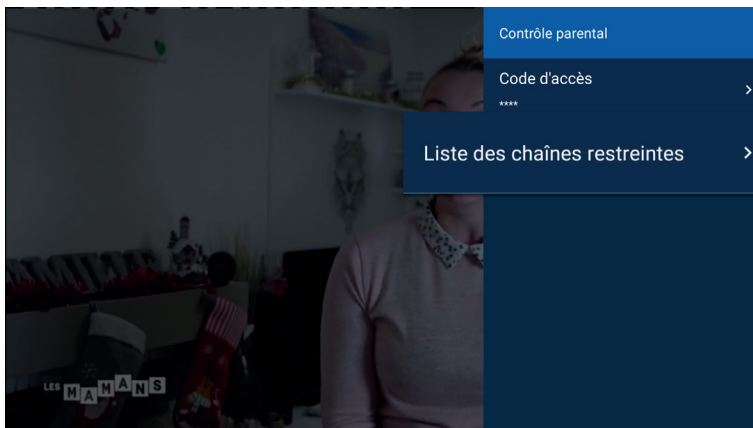 Contrôle parental
Code d'accès
****
Liste des chaînes restreintes
LES MAMANS